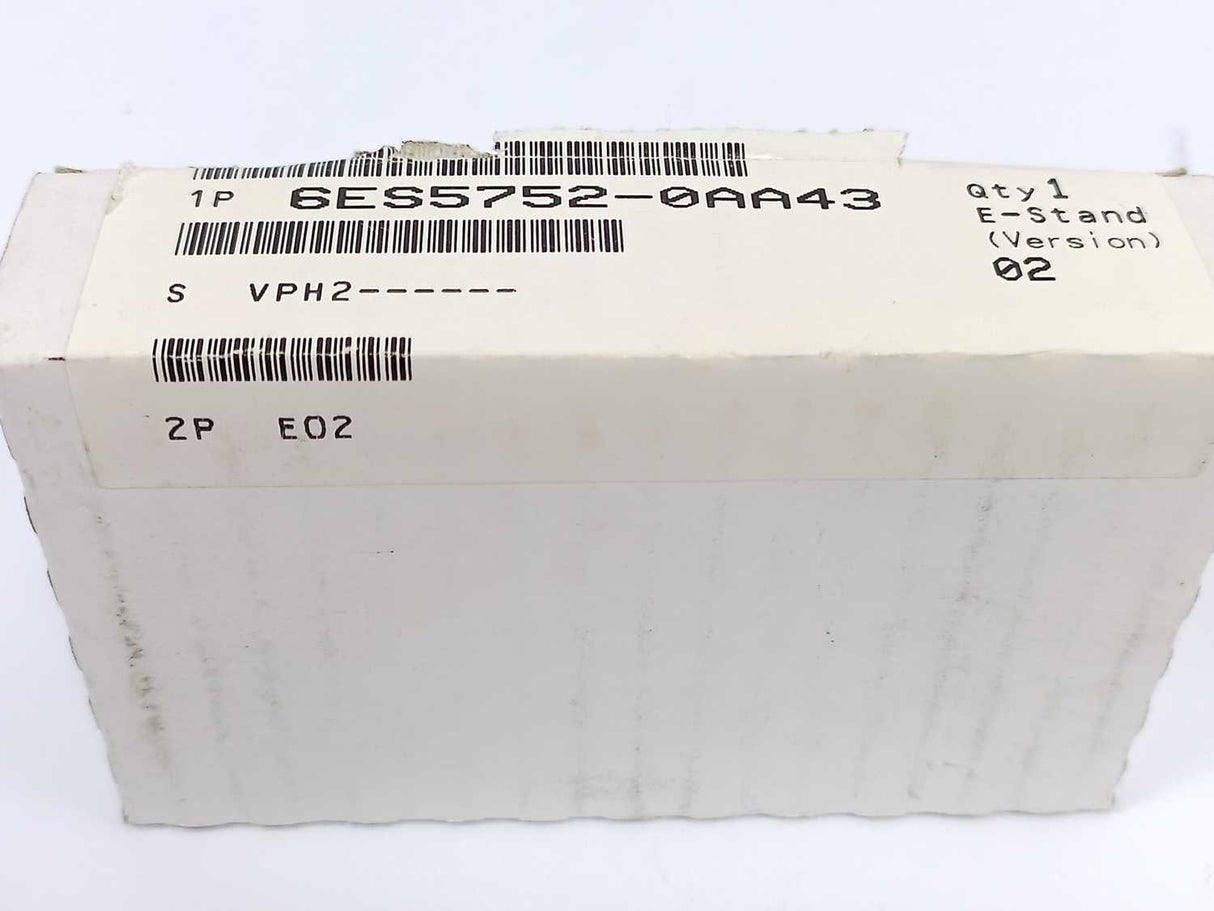 1P 6ES5752-0AA43
Qty 1
E-Stand
(Version)
02
S VPH2------
2P E02